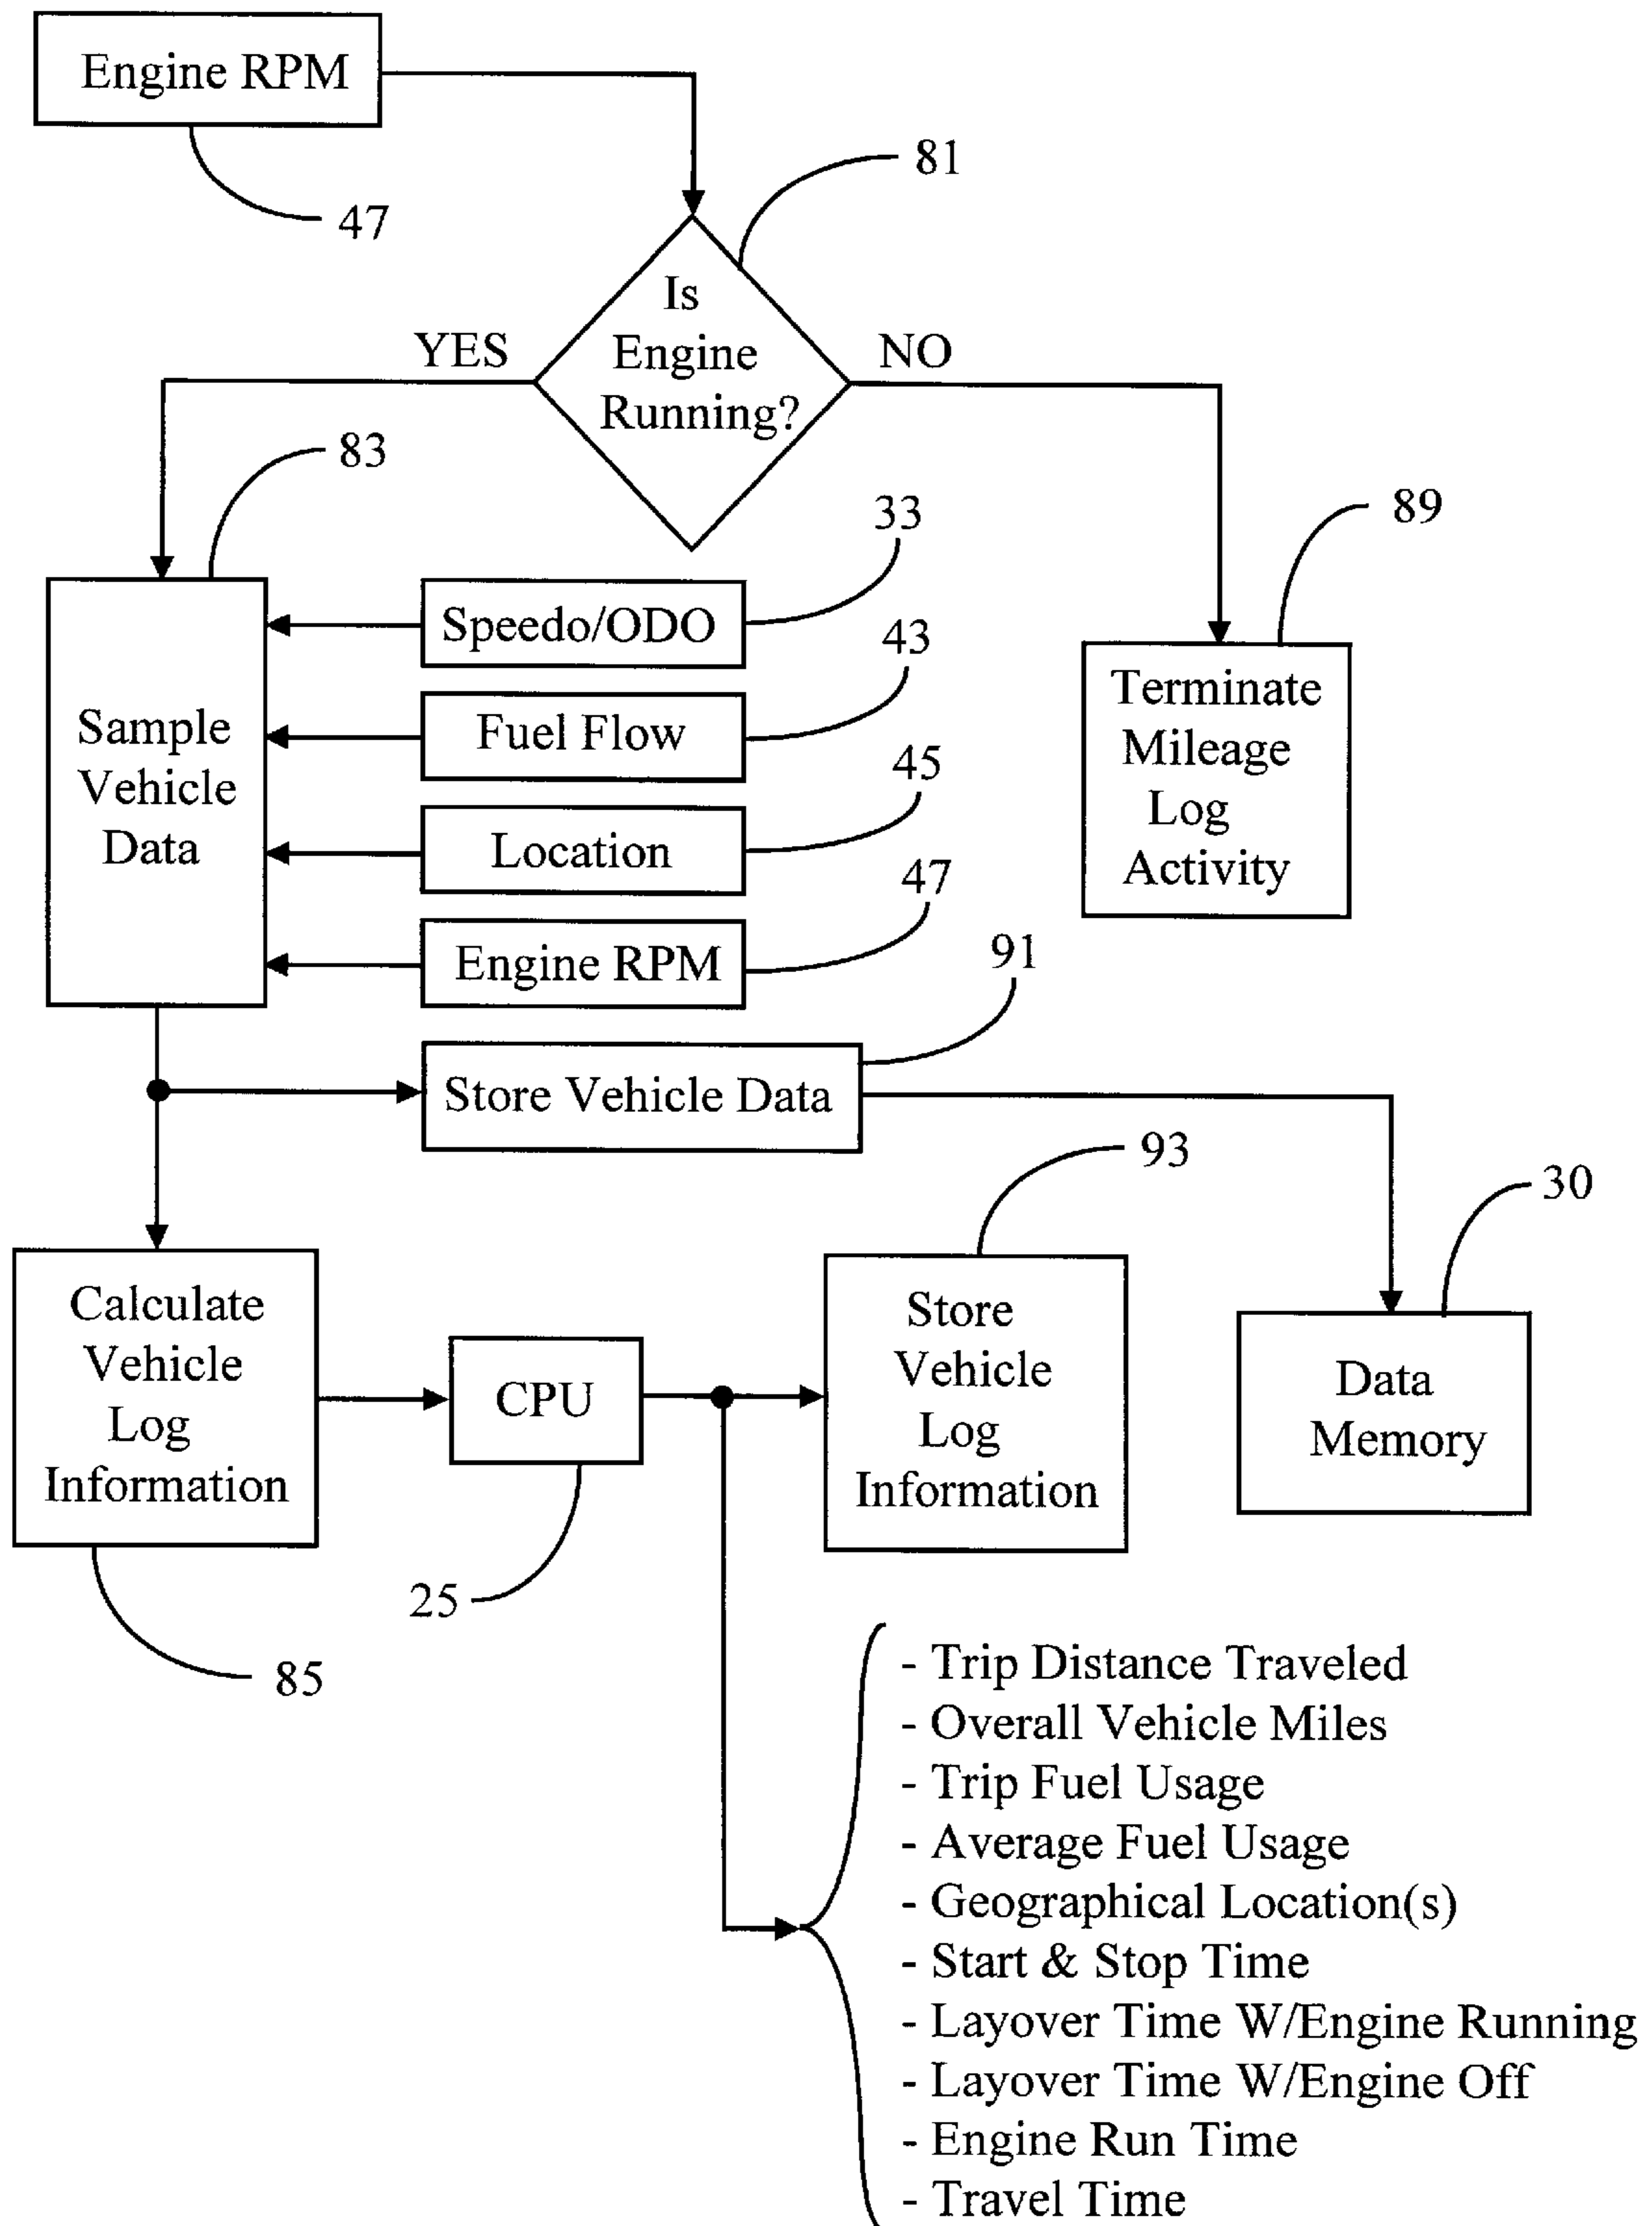 Engine RPM
47
81
Is
Engine
Running?
YES
NO
83
89
Sample
Vehicle
Data
33
Speedo/ODO
43
Fuel Flow
45
Location
47
Engine RPM
Terminate
Mileage
Log
Activity
91
Store Vehicle Data
93
30
Calculate
Vehicle
Log
Information
85
CPU
25
Store
Vehicle
Log
Information
Data
Memory
- Trip Distance Traveled
- Overall Vehicle Miles
- Trip Fuel Usage
- Average Fuel Usage
- Geographical Location(s)
- Start & Stop Time
- Layover Time W/Engine Running
- Layover Time W/Engine Off
- Engine Run Time
- Travel Time